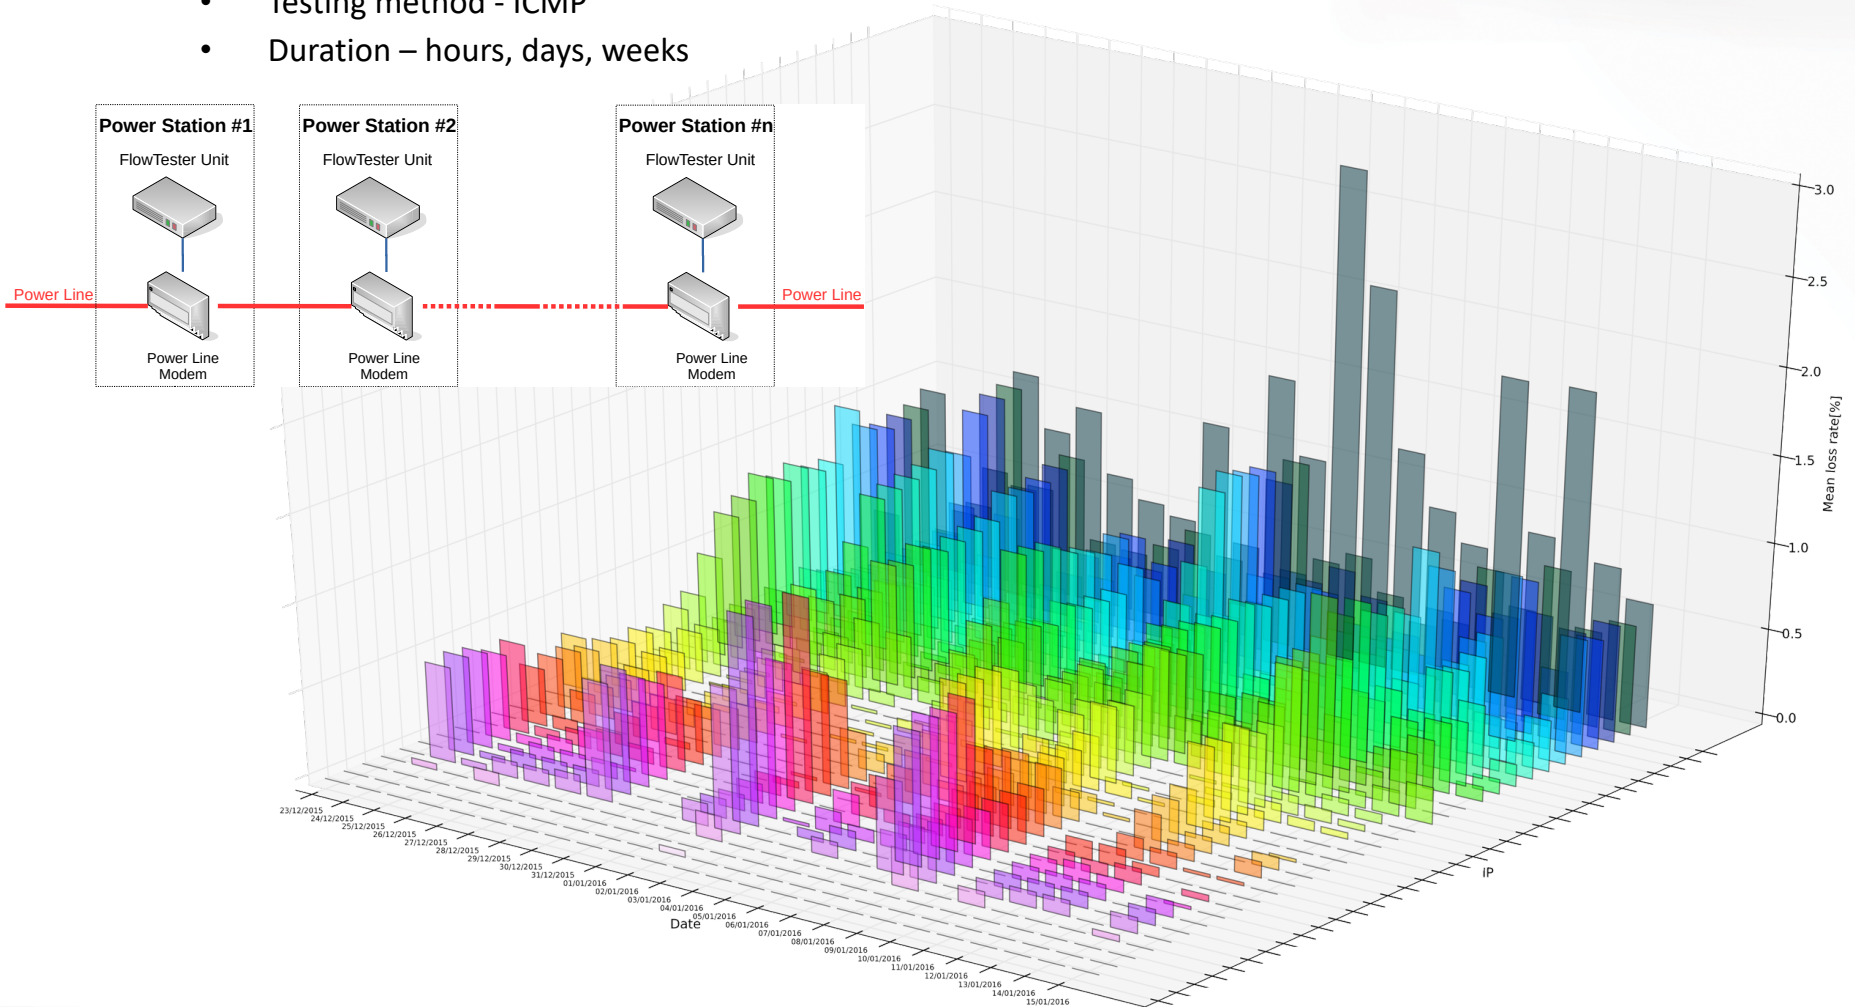 • Testing method - ICMP
• Duration – hours, days, weeks
Power Station #1 Power Station #2 Power Station #n
FlowTester Unit FlowTester Unit FlowTester Unit
Power Line Power Line
Power Line Modem
Power Line Modem
Power Line Modem
3.0
2.5
2.0
1.5
1.0
0.5
0.0
Mean loss rate[%]
23/12/2015
24/12/2015
25/12/2015
26/12/2015
27/12/2015
28/12/2015
29/12/2015
30/12/2015
31/12/2015
01/01/2016
02/01/2016
03/01/2016
04/01/2016
05/01/2016
06/01/2016
07/01/2016
08/01/2016
09/01/2016
10/01/2016
11/01/2016
12/01/2016
13/01/2016
14/01/2016
15/01/2016
Date
iP